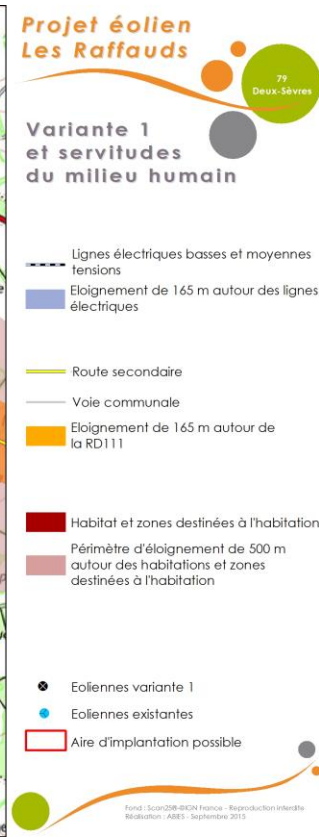 Projet éolien
Les Raffauds
79
Deux-Sèvres
Variante 1
et servitudes
du milieu humain
Lignes électriques basses et moyennes
tensions
Eloignement de 165 m autour des lignes
électriques
Route secondaire
Voie communale
Eloignement de 165 m autour de
la RD111
Habitat et zones destinées à l'habitation
Périmètre d'éloignement de 500 m
autour des habitations et zones
destinées à l'habitation
Eoliennes variante 1
Eoliennes existantes
Aire d'implantation possible
Fond : Scan25®-©IGN France - Reproduction interdite
Réalisation : ABIES - Septembre 2015